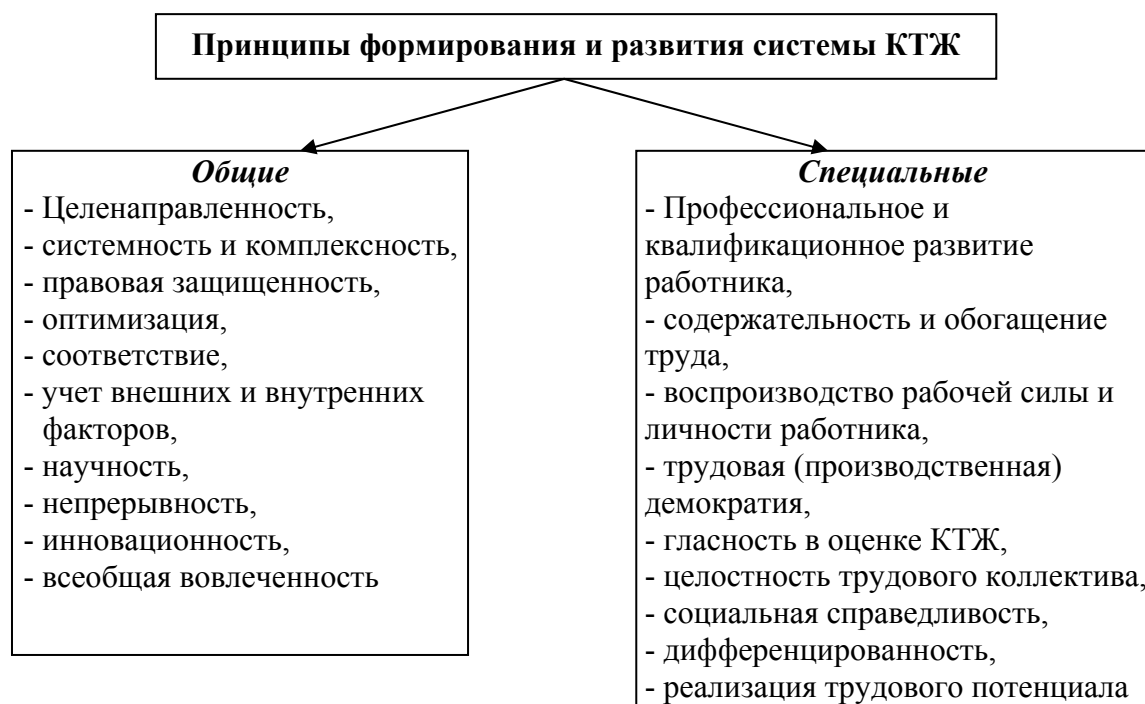 Принципы формирования и развития системы КТЖ
Общие
- Целенаправленность,
- системность и комплексность,
- правовая защищенность,
- оптимизация,
- соответствие,
- учет внешних и внутренних
факторов,
- научность,
- непрерывность,
- инновационность,
- всеобщая вовлеченность
Специальные
- Профессиональное и
квалификационное развитие
работника,
- содержательность и обогащение
труда,
- воспроизводство рабочей силы и
личности работника,
- трудовая (производственная)
демократия,
- гласность в оценке КТЖ,
- целостность трудового коллектива,
- социальная справедливость,
- дифференцированность,
- реализация трудового потенциала